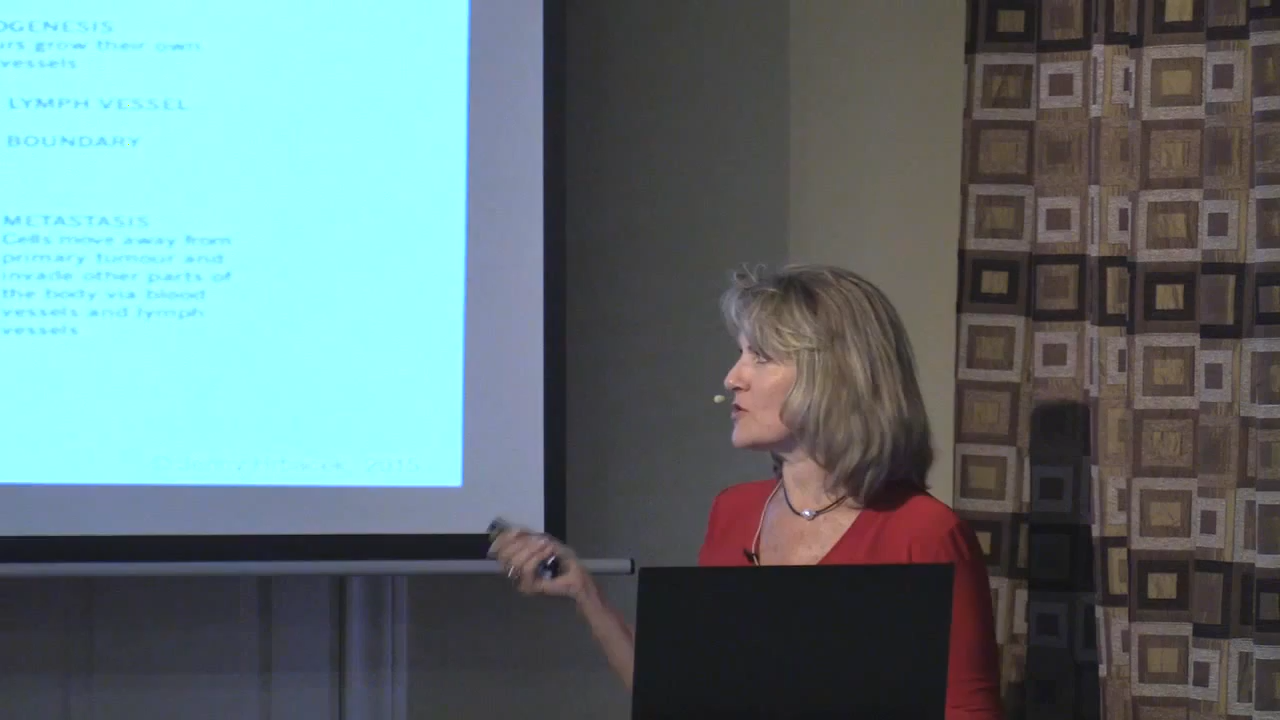 OGENESIS
urs grow their own
vessels
LYMPH VESSEL
BOUNDARY
METASTASIS
Cells move away from
primary tumour and
invade other parts of
the body via blood
vessels and lymph
vessels